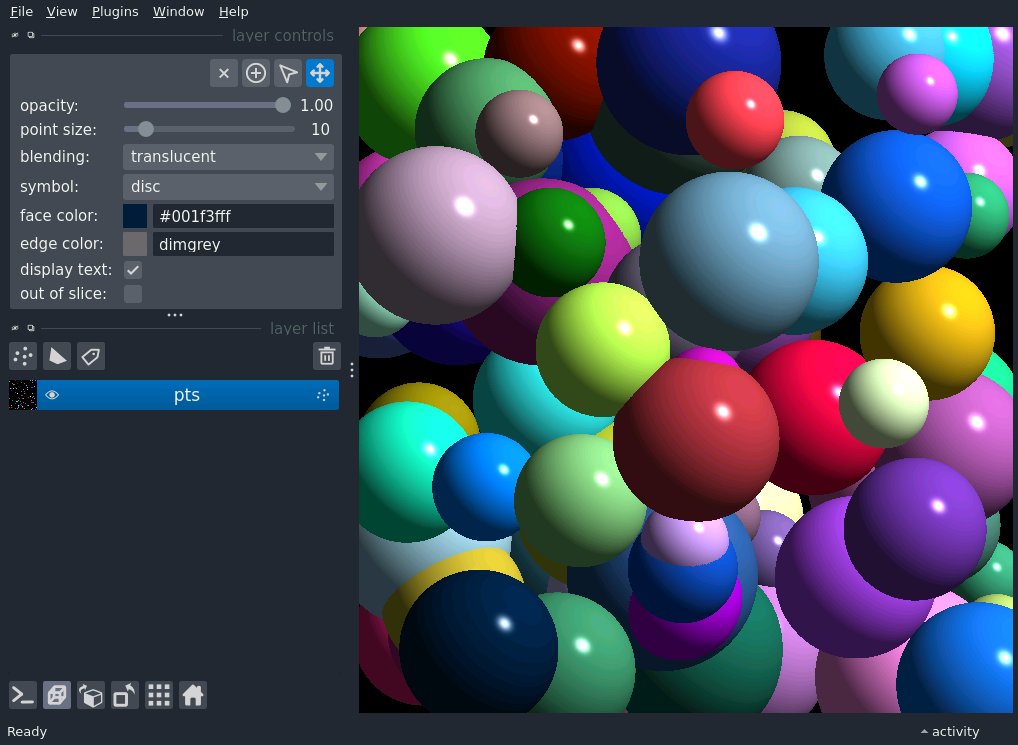 File View Plugins Window Help
layer controls
opacity: 1.00
point size: 10
blending: translucent
symbol: disc
face color: #001f3fff
edge color: dimgrey
display text:
out of slice:
layer list
pts
Ready
activity